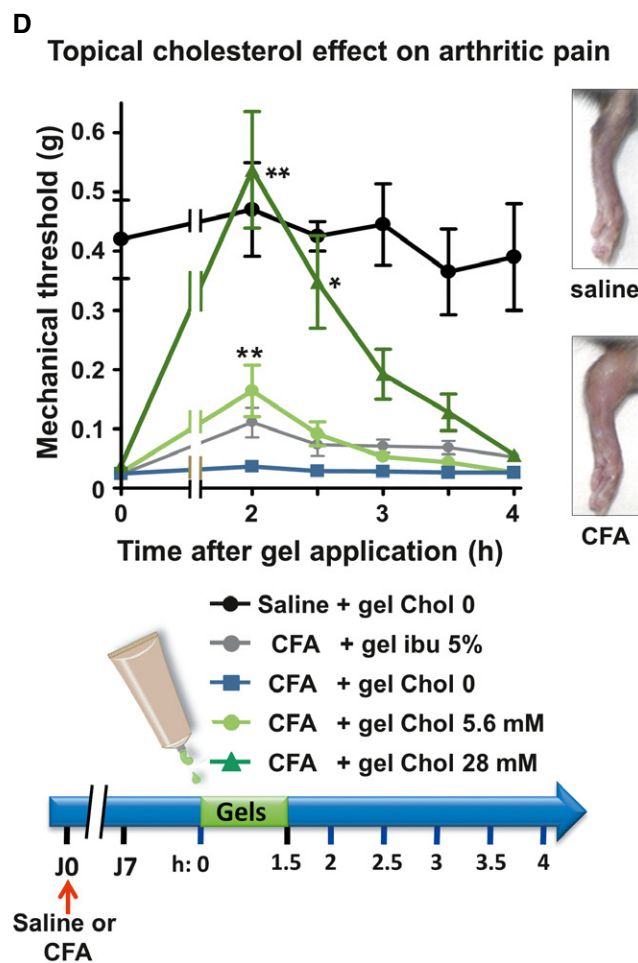 D
Topical cholesterol effect on arthritic pain
Mechanical threshold (g)
0.6
0.5
0.4
0.3
0.2
0.1
0
**
*
**
0 2 3 4
Time after gel application (h)
saline
CFA
Saline + gel Chol 0
CFA + gel ibu 5%
CFA + gel Chol 0
CFA + gel Chol 5.6 mM
CFA + gel Chol 28 mM
Gels
J0 J7 h: 0 1.5 2 2.5 3 3.5 4
Saline or
CFA